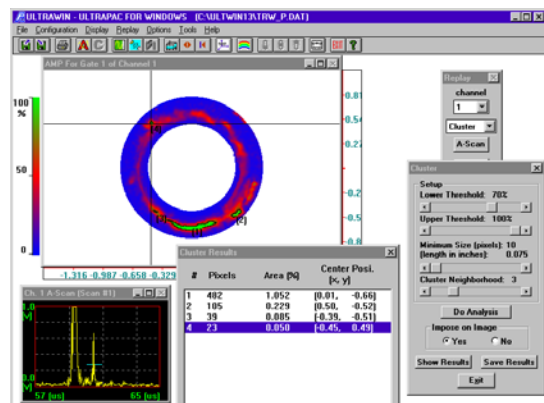 ULTRAWIN - ULTRAPAC FOR WINDOWS (C:\ULTWIN13\TRW_P.DAT)
File Configuration Display Replay Options Tools Help
AMP For Gate 1 of Channel 1
100
%
50
0
0.81
0.54
0.27
-0.2
-0.5
-0.8
-1.316 -0.987 -0.658 -0.329
[1]
[2]
Replay
channel
1
Cluster
A-Scan
Cluster
Setup
Lower Threshold: 70%
Upper Threshold: 100%
Minimum Size (pixels): 10
(length in inches): 0.075
Cluster Neighborhood: 3
Do Analysis
Impose on Image
Yes No
Show Results Save Results
Exit
Cluster Results
# Pixels Area (%) Center Posi. (x, y)
1 482 1.052 (0.01, -0.66)
2 105 0.229 (0.50, -0.52)
3 39 0.085 (-0.39, -0.51)
4 23 0.050 (-0.45, 0.49)
Ch. 1 A-Scan (Scan #1)
0.0
57 (us) 65 (us)